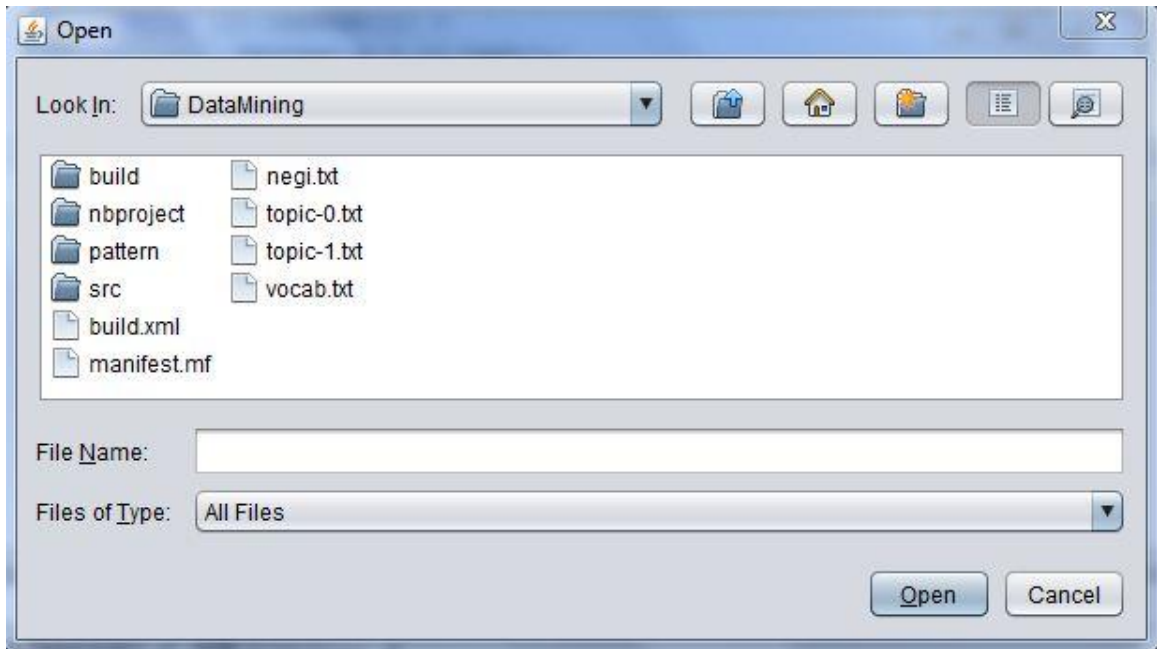 Open
Look In: DataMining
build negi.txt
nbproject topic-0.txt
pattern topic-1.txt
src vocab.txt
build.xml
manifest.mf
File Name:
Files of Type: All Files
Open Cancel